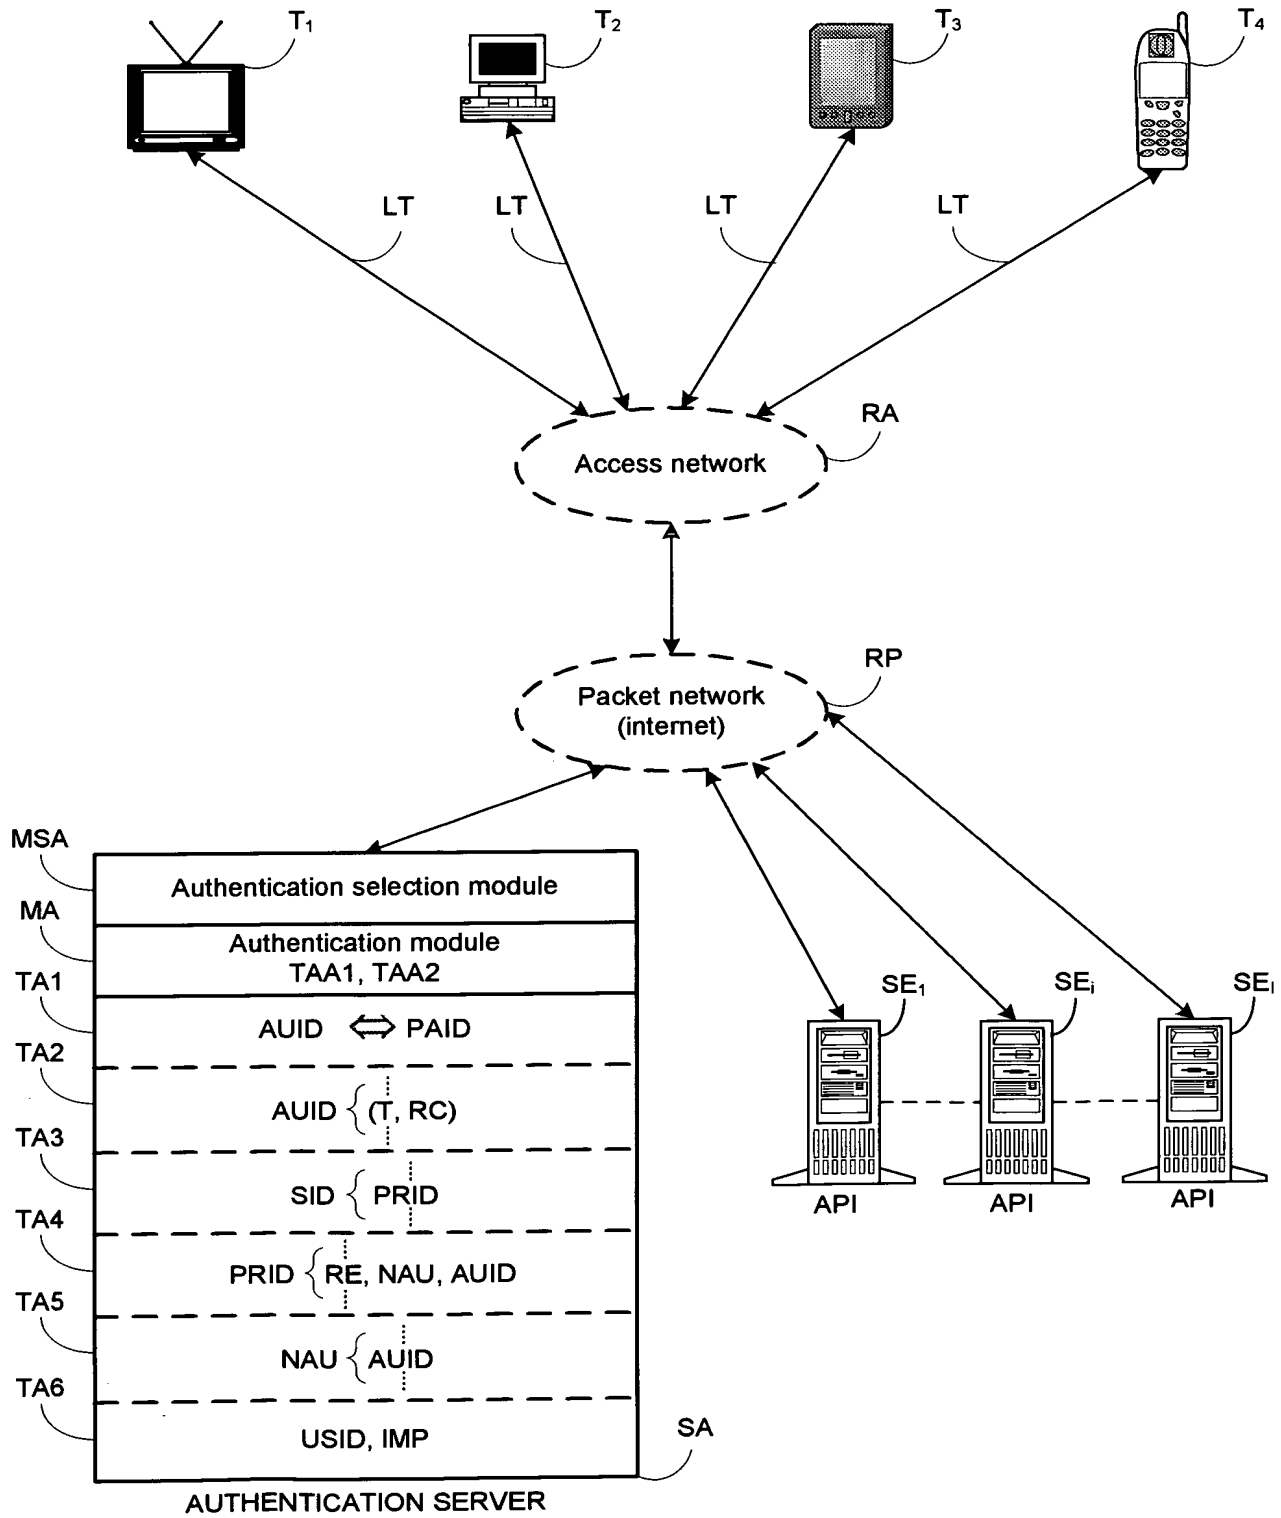 T1
T2
T3
T4
LT
LT
LT
LT
RA
Access network
RP
Packet network
(internet)
MSA
Authentication selection module
MA
Authentication module
TAA1, TAA2
TA1
AUID ⇔ PAID
TA2
AUID { (T, RC)
TA3
SID { PRID
TA4
PRID { RE, NAU, AUID
TA5
NAU { AUID
TA6
USID, IMP
SA
AUTHENTICATION SERVER
SE1
SEi
SEI
API
API
API